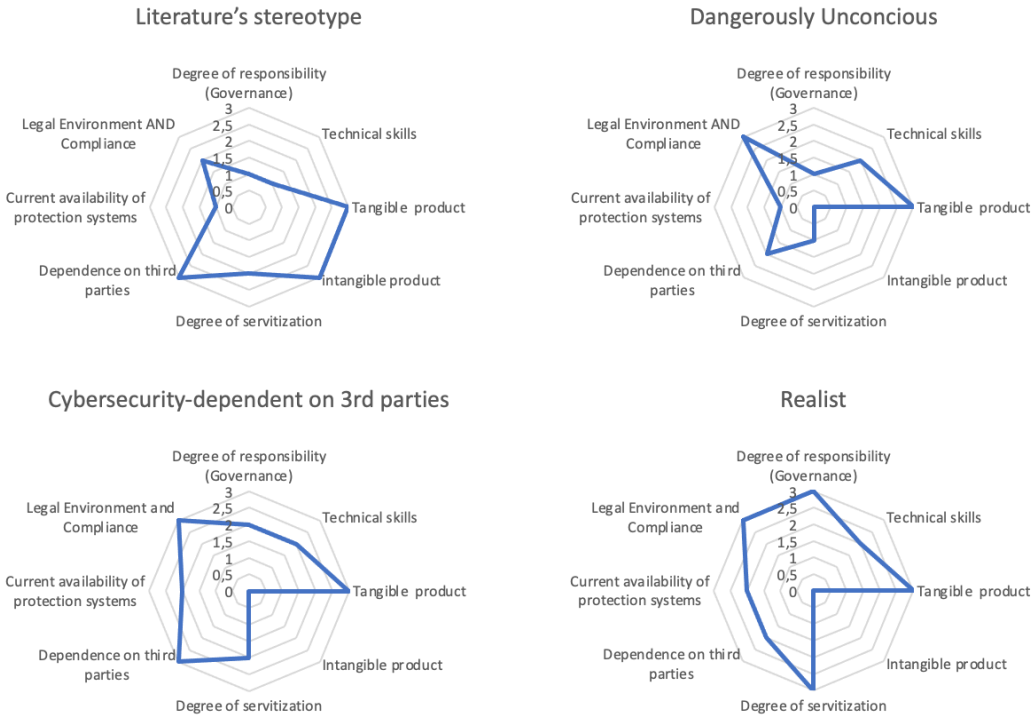 Literature’s stereotype
Degree of responsibility
(Governance)
Technical skills
Tangible product
Intangible product
Degree of servitization
Dependence on third
parties
Current availability of
protection systems
Legal Environment AND
Compliance
3
2,5
2
1,5
1
0,5
0
Dangerously Unconcious
Degree of responsibility
(Governance)
Technical skills
Tangible product
Intangible product
Degree of servitization
Dependence on third
parties
Current availability of
protection systems
Legal Environment AND
Compliance
3
2,5
2
1,5
1
0,5
0
Cybersecurity-dependent on 3rd parties
Degree of responsibility
(Governance)
Technical skills
Tangible product
Intangible product
Degree of servitization
Dependence on third
parties
Current availability of
protection systems
Legal Environment and
Compliance
3
2,5
2
1,5
1
0,5
0
Realist
Degree of responsibility
(Governance)
Technical skills
Tangible product
Intangible product
Degree of servitization
Dependence on third
parties
Current availability of
protection systems
Legal Environment and
Compliance
3
2,5
2
1,5
1
0,5
0